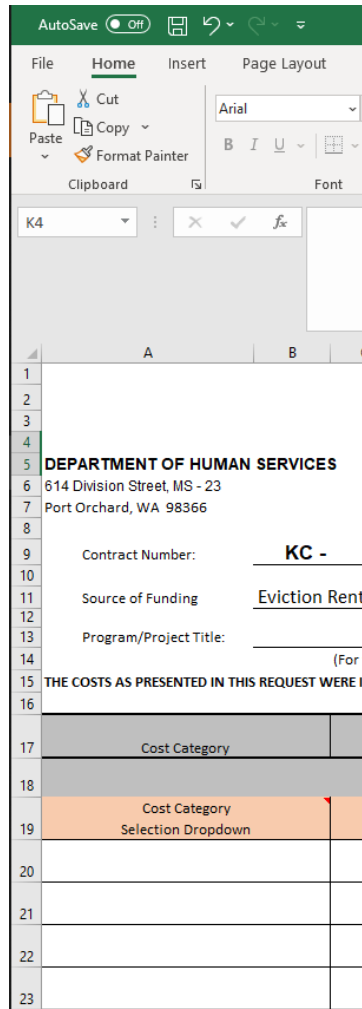 AutoSave Off
File Home Insert Page Layout
Cut
Copy
Paste
Format Painter
Clipboard
Arial
B I U
Font
K4 fx
A B
1
2
3
4
5 DEPARTMENT OF HUMAN SERVICES
6 614 Division Street, MS - 23
7 Port Orchard, WA 98366
8
9 Contract Number: KC -
10
11 Source of Funding Eviction Rent
12
13 Program/Project Title:
14 (For
15 THE COSTS AS PRESENTED IN THIS REQUEST WERE
16
17 Cost Category
18
Cost Category
19 Selection Dropdown
20
21
22
23